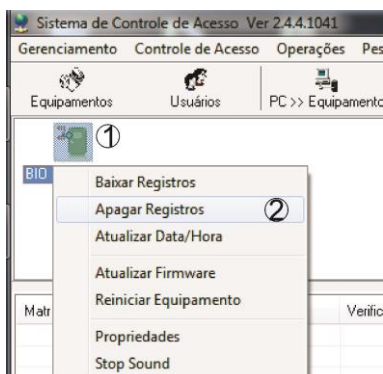 Sistema de Controle de Acesso Ver 2.4.4.1041
Gerenciamento Controle de Acesso Operações Pes
Equipamentos Usuários PC >> Equipamento
①
BIO
Baixar Registros
Apagar Registros ②
Atualizar Data/Hora
Atualizar Firmware
Reiniciar Equipamento
Matr Verific
Propriedades
Stop Sound